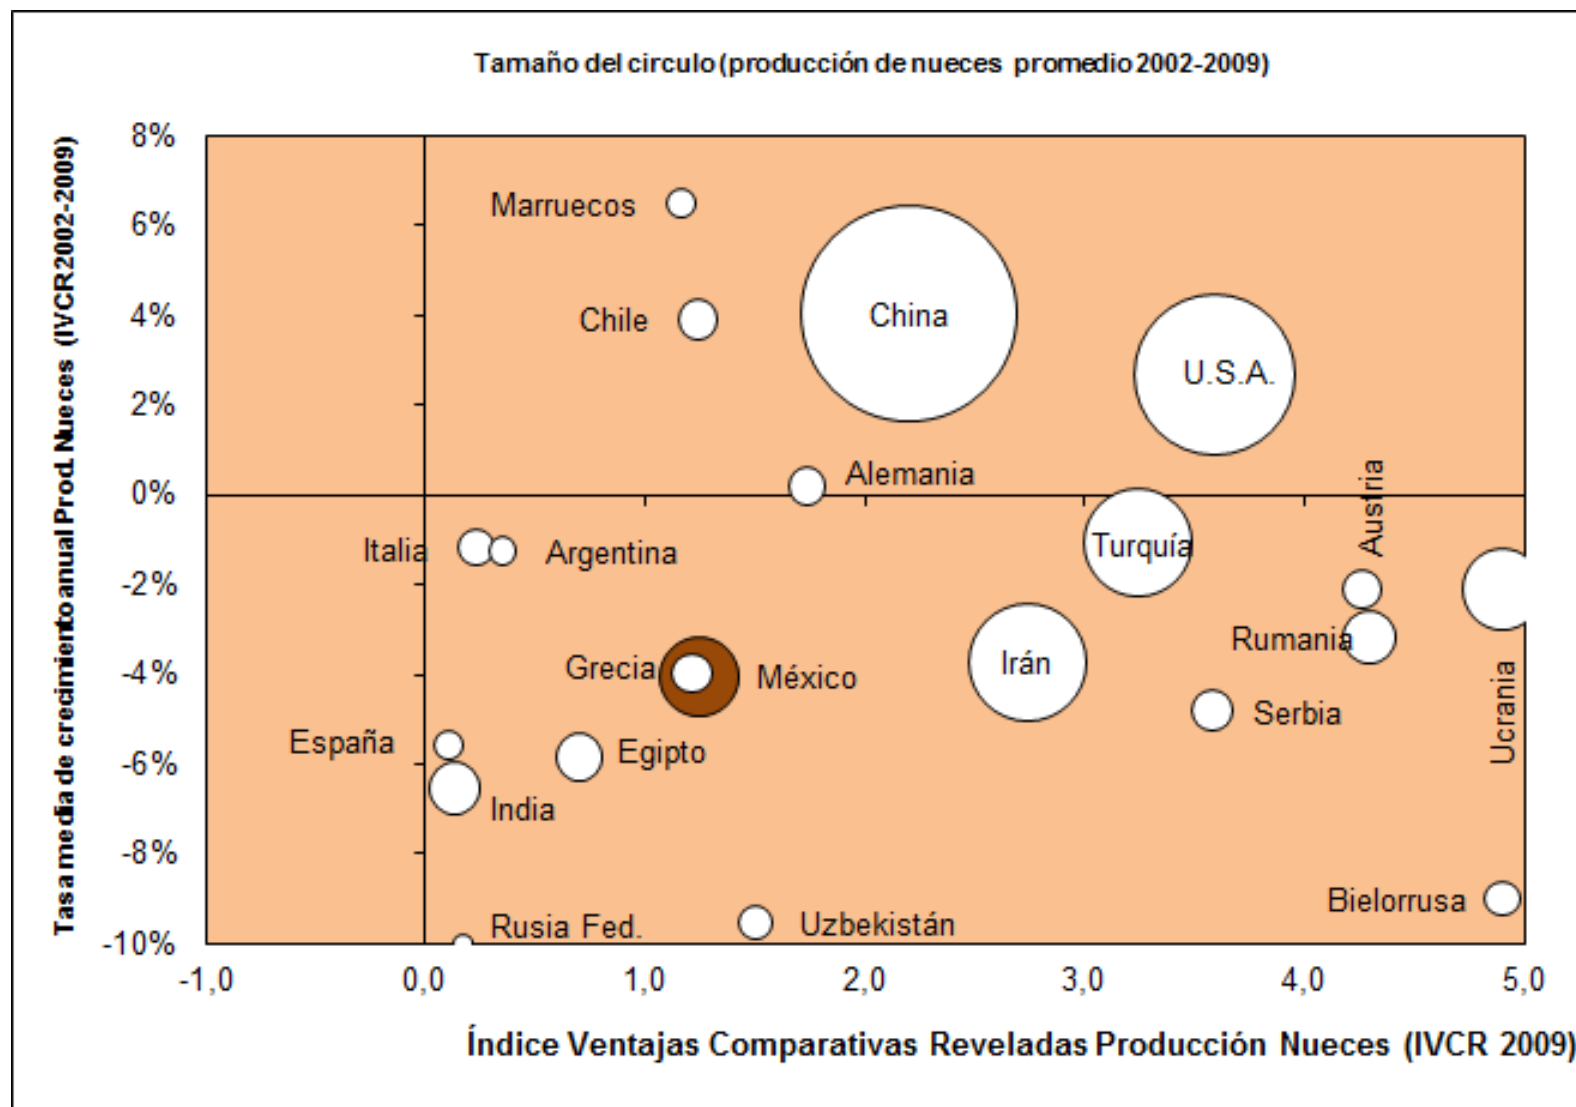 Tamaño del circulo (producción de nueces promedio 2002-2009)
Tasa media de crecimiento anual Prod. Nueces (IVCR 2002-2009)
8%
6%
4%
2%
0%
-2%
-4%
-6%
-8%
-10%
Marruecos
Chile
China
U.S.A.
Alemania
Austria
Italia
Argentina
Turquía
Rumania
Grecia
México
Irán
Serbia
Ucrania
España
Egipto
India
Bielorrusa
Rusia Fed.
Uzbekistán
-1,0 0,0 1,0 2,0 3,0 4,0 5,0
Índice Ventajas Comparativas Reveladas Producción Nueces (IVCR 2009)